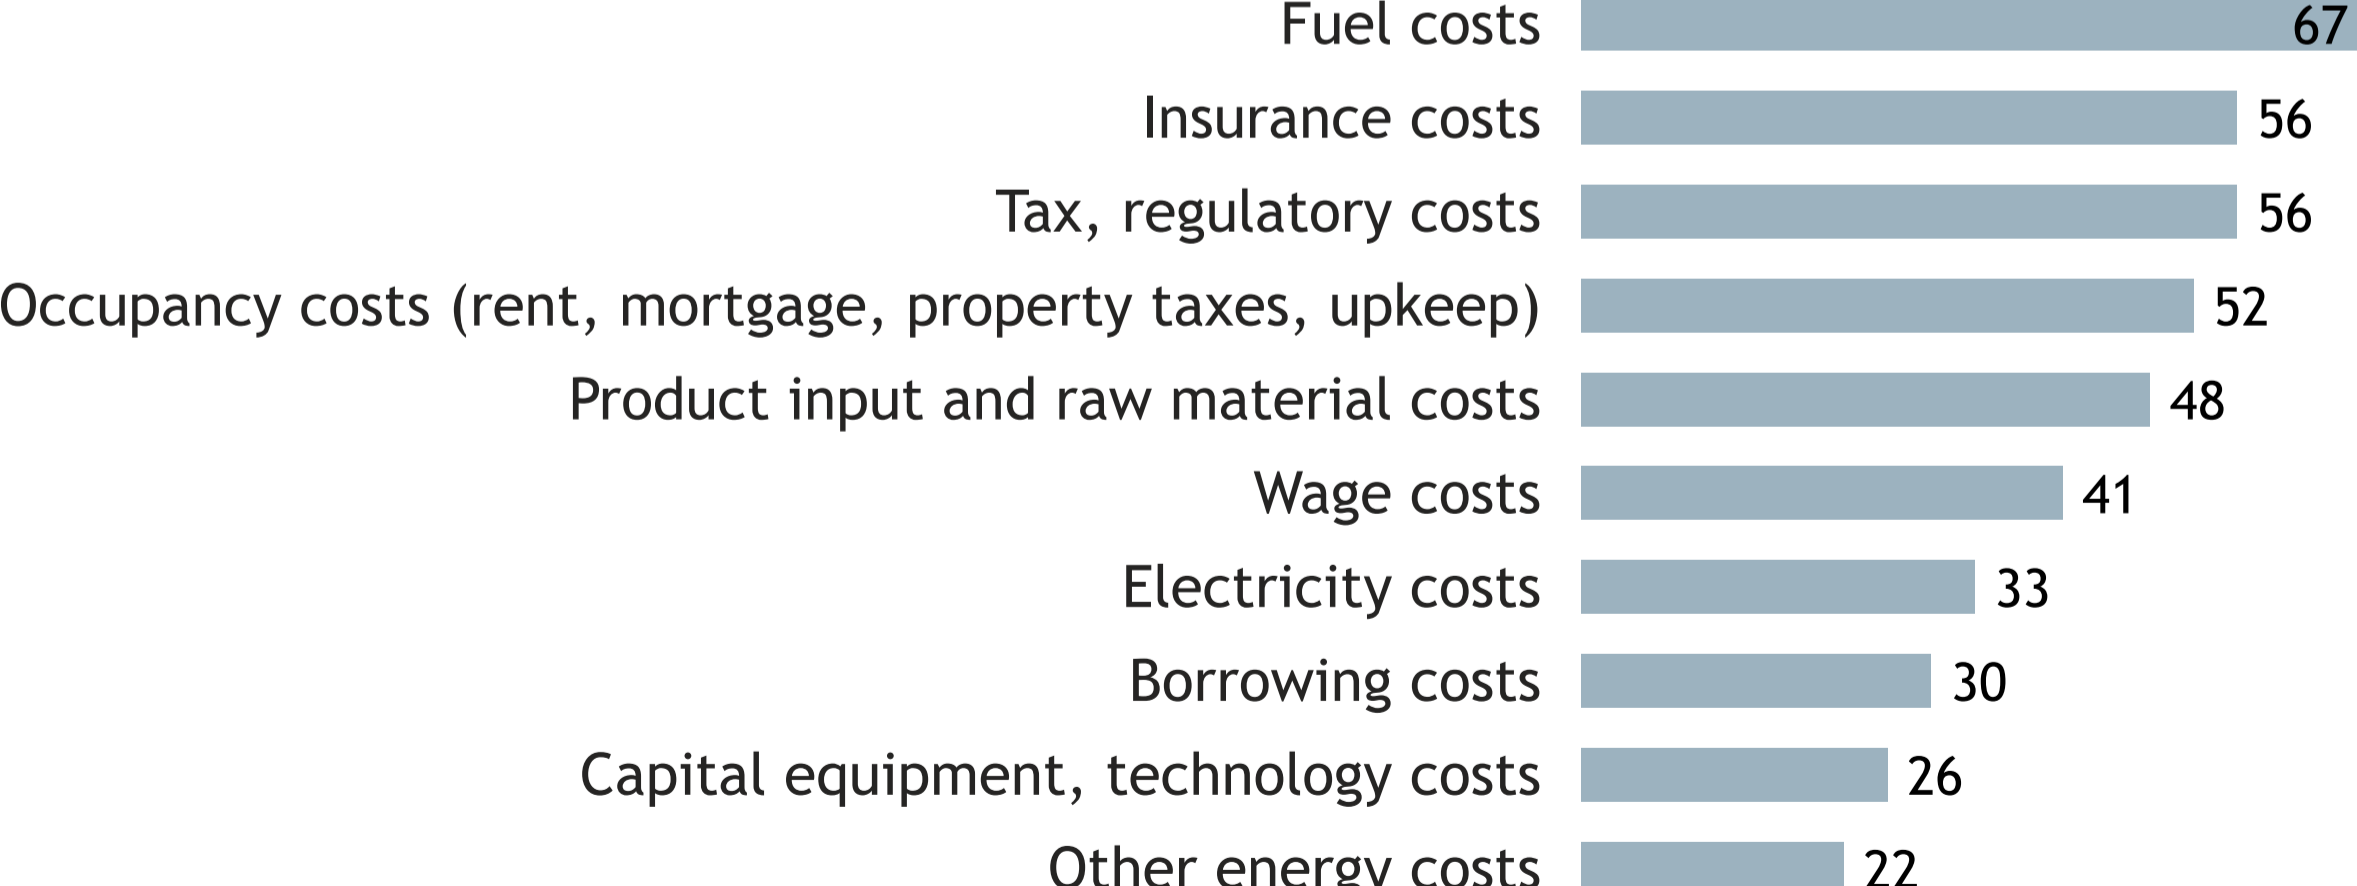 Fuel costs 67
Insurance costs 56
Tax, regulatory costs 56
Occupancy costs (rent, mortgage, property taxes, upkeep) 52
Product input and raw material costs 48
Wage costs 41
Electricity costs 33
Borrowing costs 30
Capital equipment, technology costs 26
Other energy costs 22